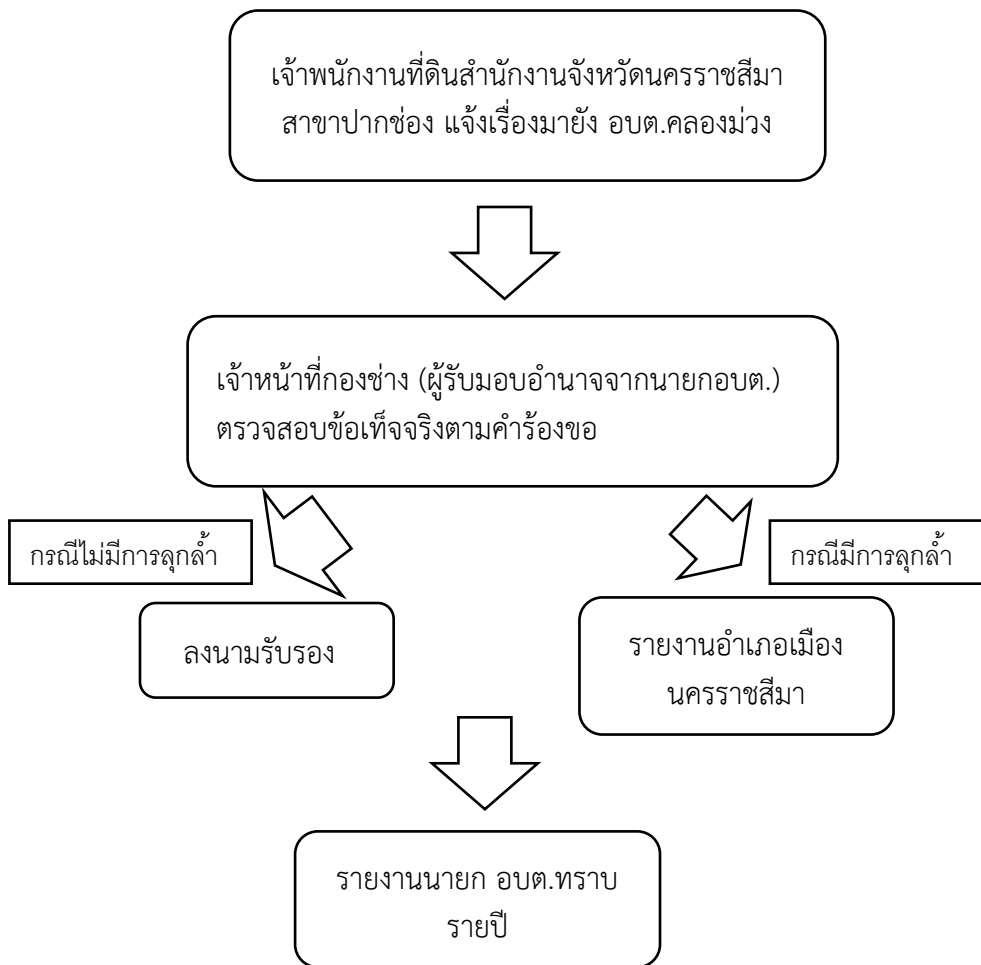 เจ้าพนักงานที่ดินสำนักงานจังหวัดนครราชสีมา
สาขาปากช่อง แจ้งเรื่องมายัง อบต.คลองม่วง
เจ้าหน้าที่กองช่าง (ผู้รับมอบอำนาจจากนายกอบต.)
ตรวจสอบข้อเท็จจริงตามคำร้องขอ
กรณีไม่มีการลุกล้ำ
กรณีมีการลุกล้ำ
ลงนามรับรอง
รายงานอำเภอเมือง
นครราชสีมา
รายงานนายก อบต.ทราบ
รายปี